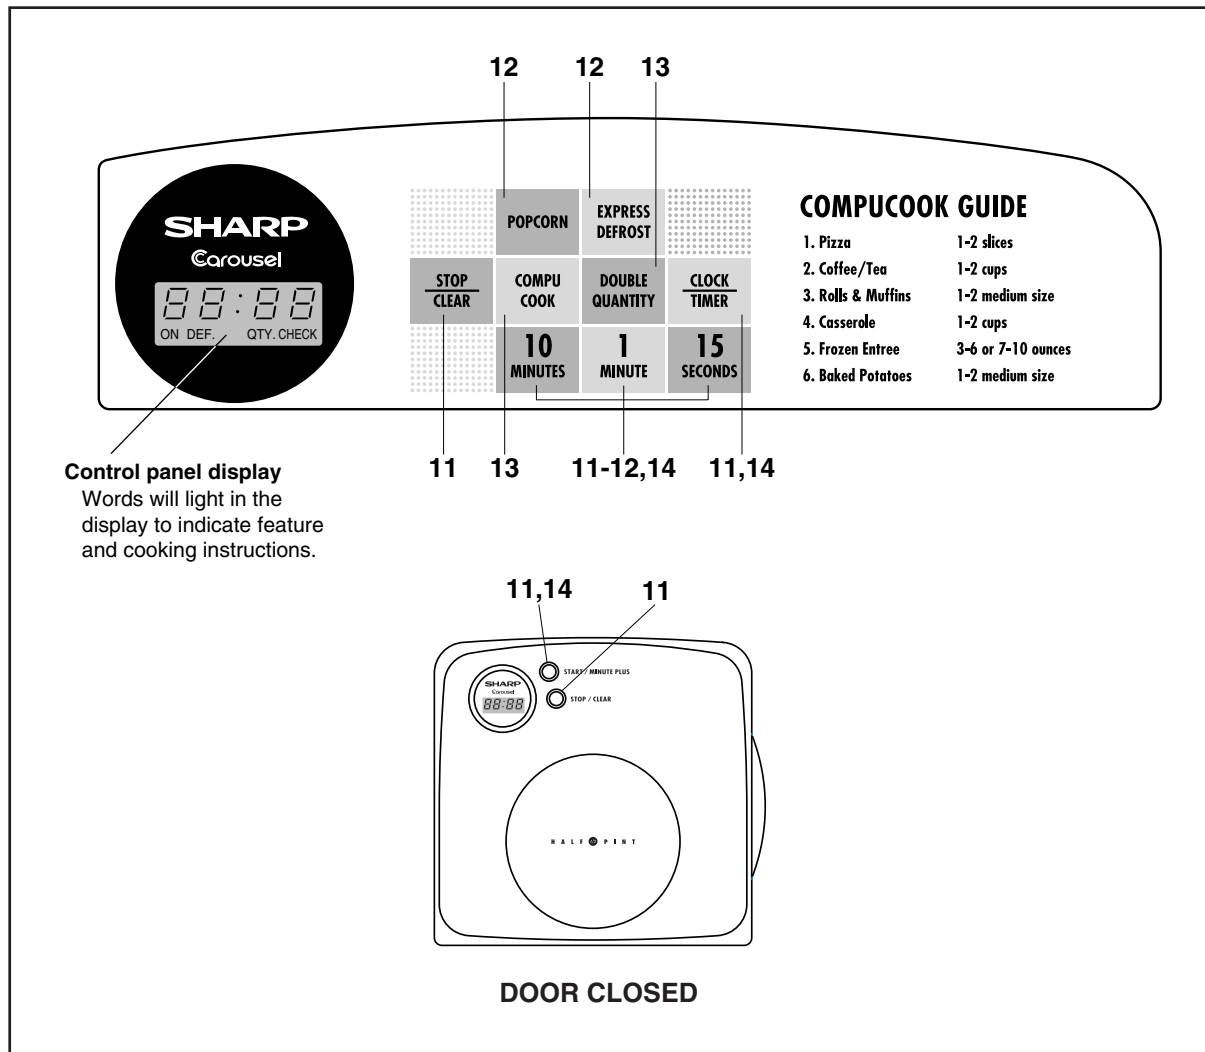 12 12 13
SHARP
Carousel
88:88
ON DEF. QTY. CHECK
POPCORN
EXPRESS
DEFROST
STOP
CLEAR
COMPU
COOK
DOUBLE
QUANTITY
CLOCK
TIMER
10
MINUTES
1
MINUTE
15
SECONDS
COMPUCOOK GUIDE
1. Pizza 1-2 slices
2. Coffee/Tea 1-2 cups
3. Rolls & Muffins 1-2 medium size
4. Casserole 1-2 cups
5. Frozen Entree 3-6 or 7-10 ounces
6. Baked Potatoes 1-2 medium size
11 13 11-12,14 11,14
Control panel display
Words will light in the
display to indicate feature
and cooking instructions.
11,14 11
START / MINUTE PLUS
SHARP
Carousel
88:88
STOP / CLEAR
HALF PINT
DOOR CLOSED